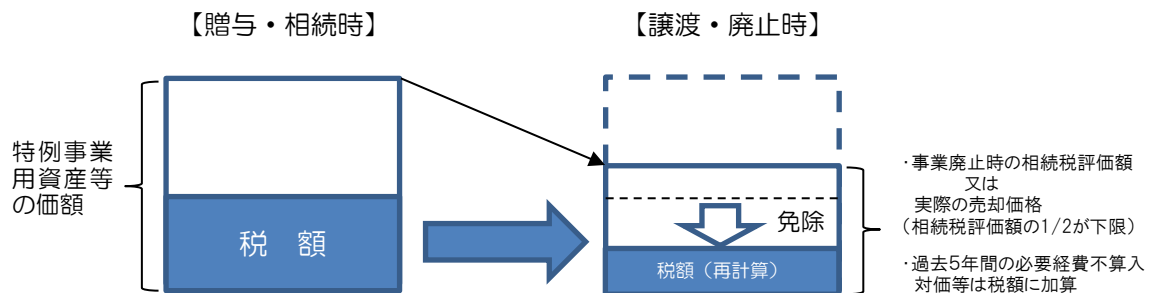 【贈与・相続時】
【譲渡・廃止時】
特例事業
用資産等
の価額
税　額
免除
税額（再計算）
・事業廃止時の相続税評価額
又は
実際の売却価格
（相続税評価額の1/2が下限）
・過去5年間の必要経費不算入
対価等は税額に加算